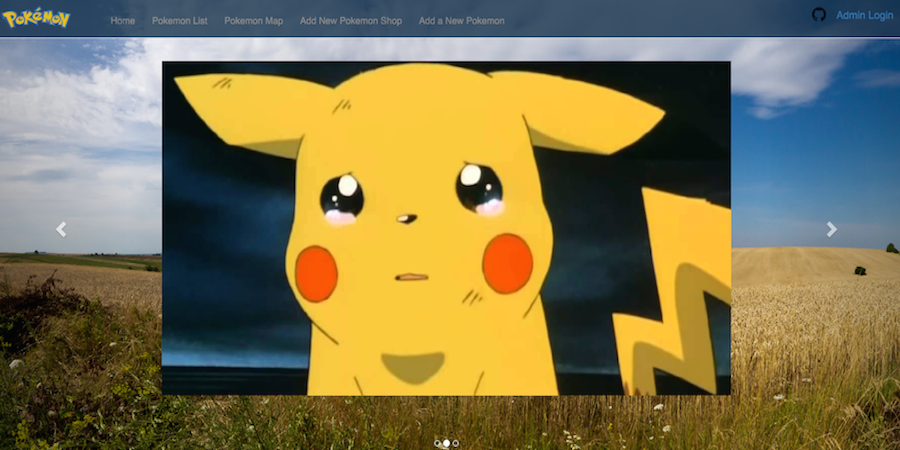 POKéMON
Home
Pokemon List
Pokemon Map
Add New Pokemon Shop
Add a New Pokemon
Admin Login